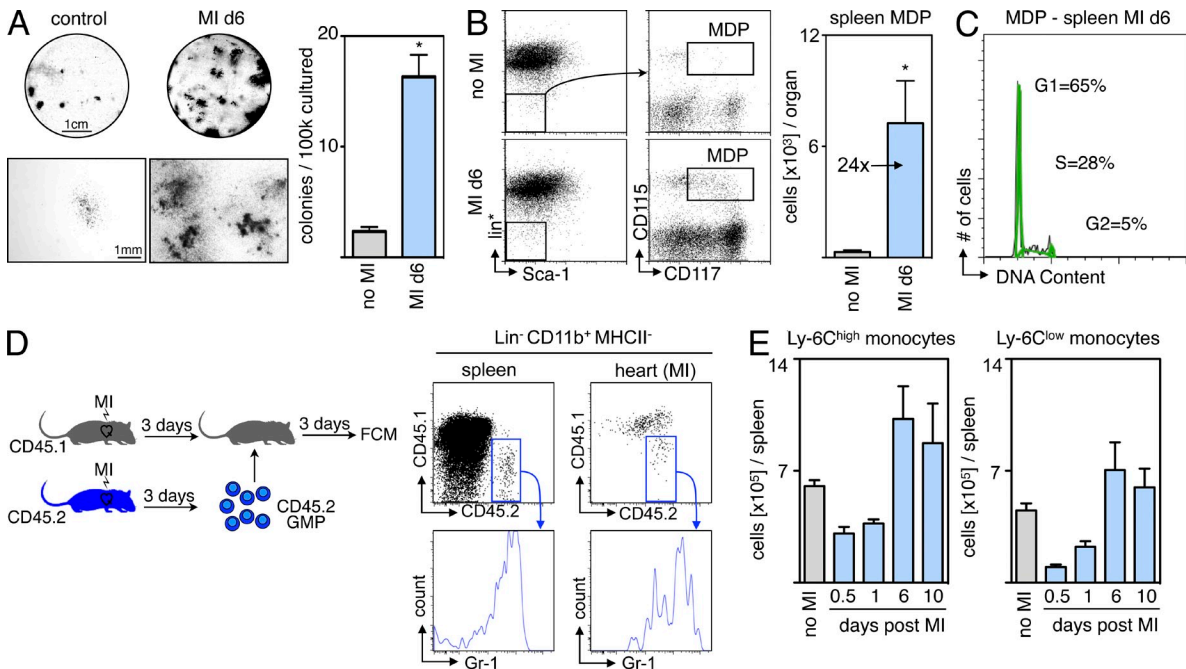 A
control
MI d6
1cm
1mm
colonies / 100k cultured
20
10
0
*
no MI
MI d6
B
no MI
MI d6
MDP
MDP
lin*
Sca-1
CD115
CD117
spleen MDP
cells [x10³] / organ
12
6
0
*
24x
no MI
MI d6
C
MDP - spleen MI d6
G1=65%
S=28%
G2=5%
# of cells
DNA Content
D
MI
CD45.1
3 days
3 days
FCM
MI
CD45.2
3 days
CD45.2
GMP
Lin⁻ CD11b⁺ MHCII⁻
spleen
heart (MI)
CD45.1
CD45.2
CD45.1
CD45.2
count
Gr-1
count
Gr-1
E
Ly-6Chigh monocytes
14
7
cells [x10⁵] / spleen
no MI
0.5
1
6
10
days post MI
Ly-6Clow monocytes
14
7
cells [x10⁵] / spleen
no MI
0.5
1
6
10
days post MI